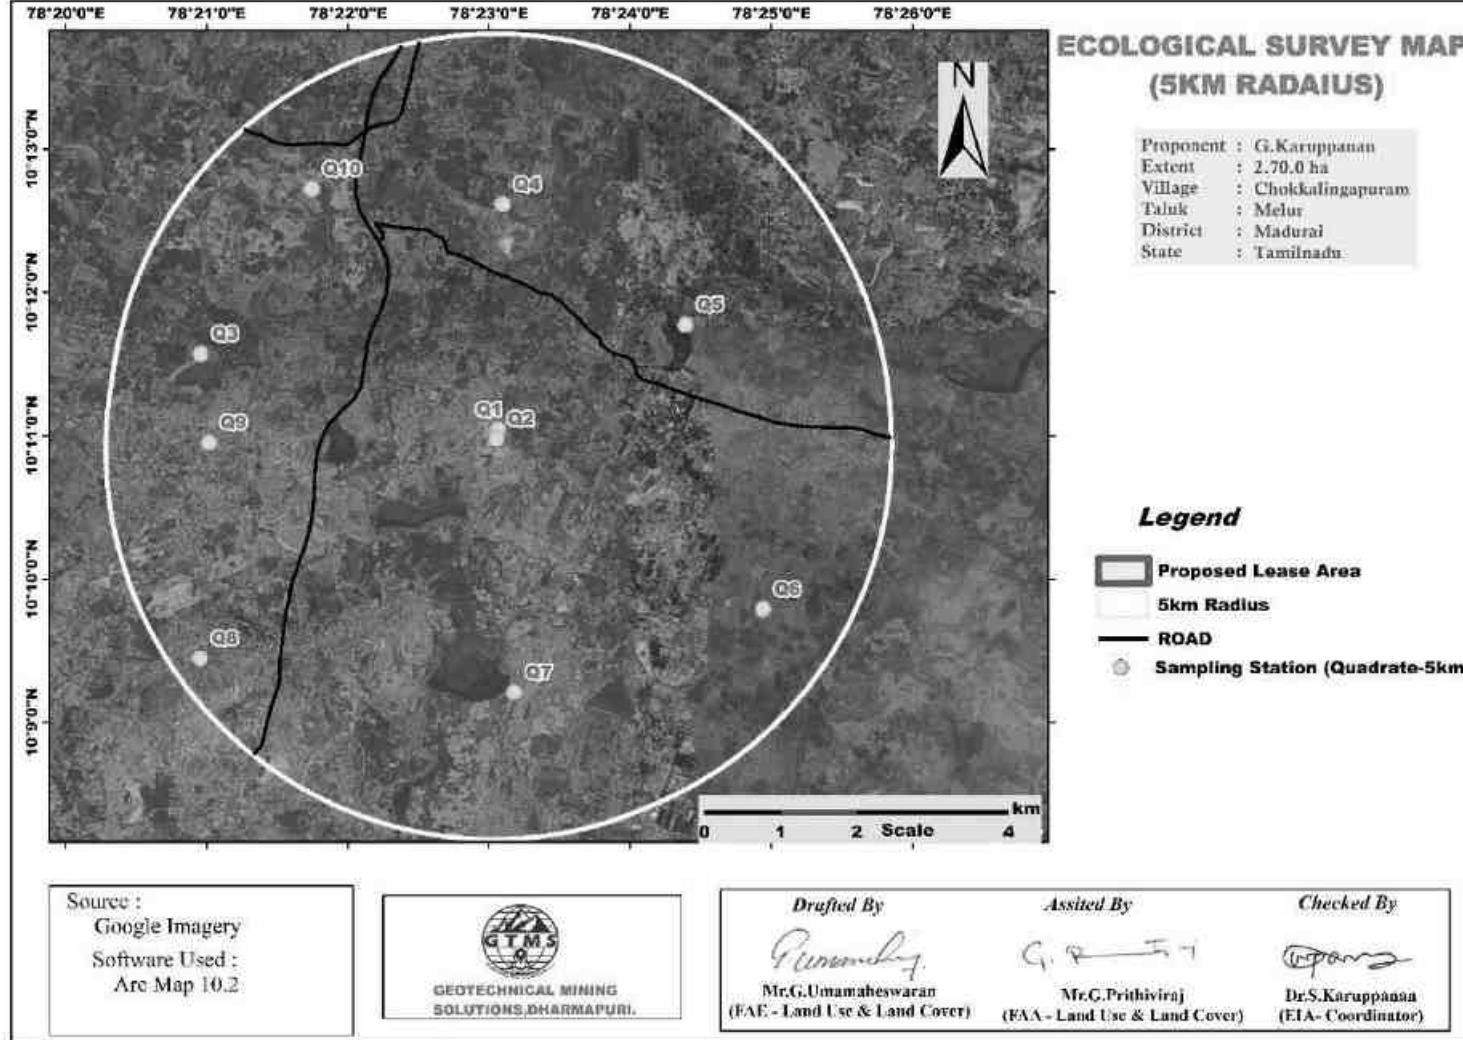 78°20'0"E 78°21'0"E 78°22'0"E 78°23'0"E 78°24'0"E 78°25'0"E 78°26'0"E
ECOLOGICAL SURVEY MAP
(5KM RADAIUS)
N
Proponent : G.Karuppanan
Extent : 2.70.0 ha
Village : Chokkalingapuram
Taluk : Melur
District : Madurai
State : Tamilnadu
10°13'0"N
10°12'0"N
10°11'0"N
10°10'0"N
10°9'0"N
Q10
Q4
Q5
Q3
Q1
Q2
Q9
Q6
Q8
Q7
Legend
Proposed Lease Area
5km Radius
ROAD
Sampling Station (Quadrate-5km
km
0 1 2 Scale 4
Source :
Google Imagery
Software Used :
Arc Map 10.2
GTMS
GEOTECHNICAL MINING
SOLUTIONS,DHARMAPURI.
Drafted By
Mr.G.Umamaheswaran
(FAE - Land Use & Land Cover)
Assited By
Mr.G.Prithiviraj
(FAA - Land Use & Land Cover)
Checked By
Dr.S.Karuppanan
(EIA- Coordinator)